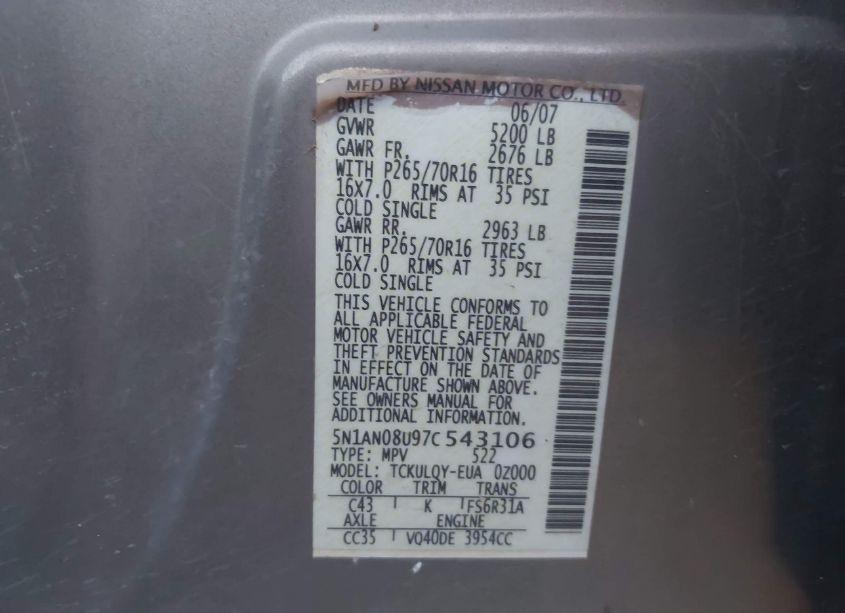 MFD BY NISSAN MOTOR CO., LTD.
DATE 06/07
GVWR 5200 LB
GAWR FR. 2676 LB
WITH P265/70R16 TIRES
16X7.0 RIMS AT 35 PSI
COLD SINGLE
GAWR RR. 2963 LB
WITH P265/70R16 TIRES
16X7.0 RIMS AT 35 PSI
COLD SINGLE
THIS VEHICLE CONFORMS TO
ALL APPLICABLE FEDERAL
MOTOR VEHICLE SAFETY AND
THEFT PREVENTION STANDARDS
IN EFFECT ON THE DATE OF
MANUFACTURE SHOWN ABOVE.
SEE OWNERS MANUAL FOR
ADDITIONAL INFORMATION.
5N1AN08U97C543106
TYPE: MPV 522
MODEL: TCKULQY-EUA 0Z000
COLOR TRIM TRANS
C43 K FS6R31A
AXLE ENGINE
CC35 VQ40DE 3954CC